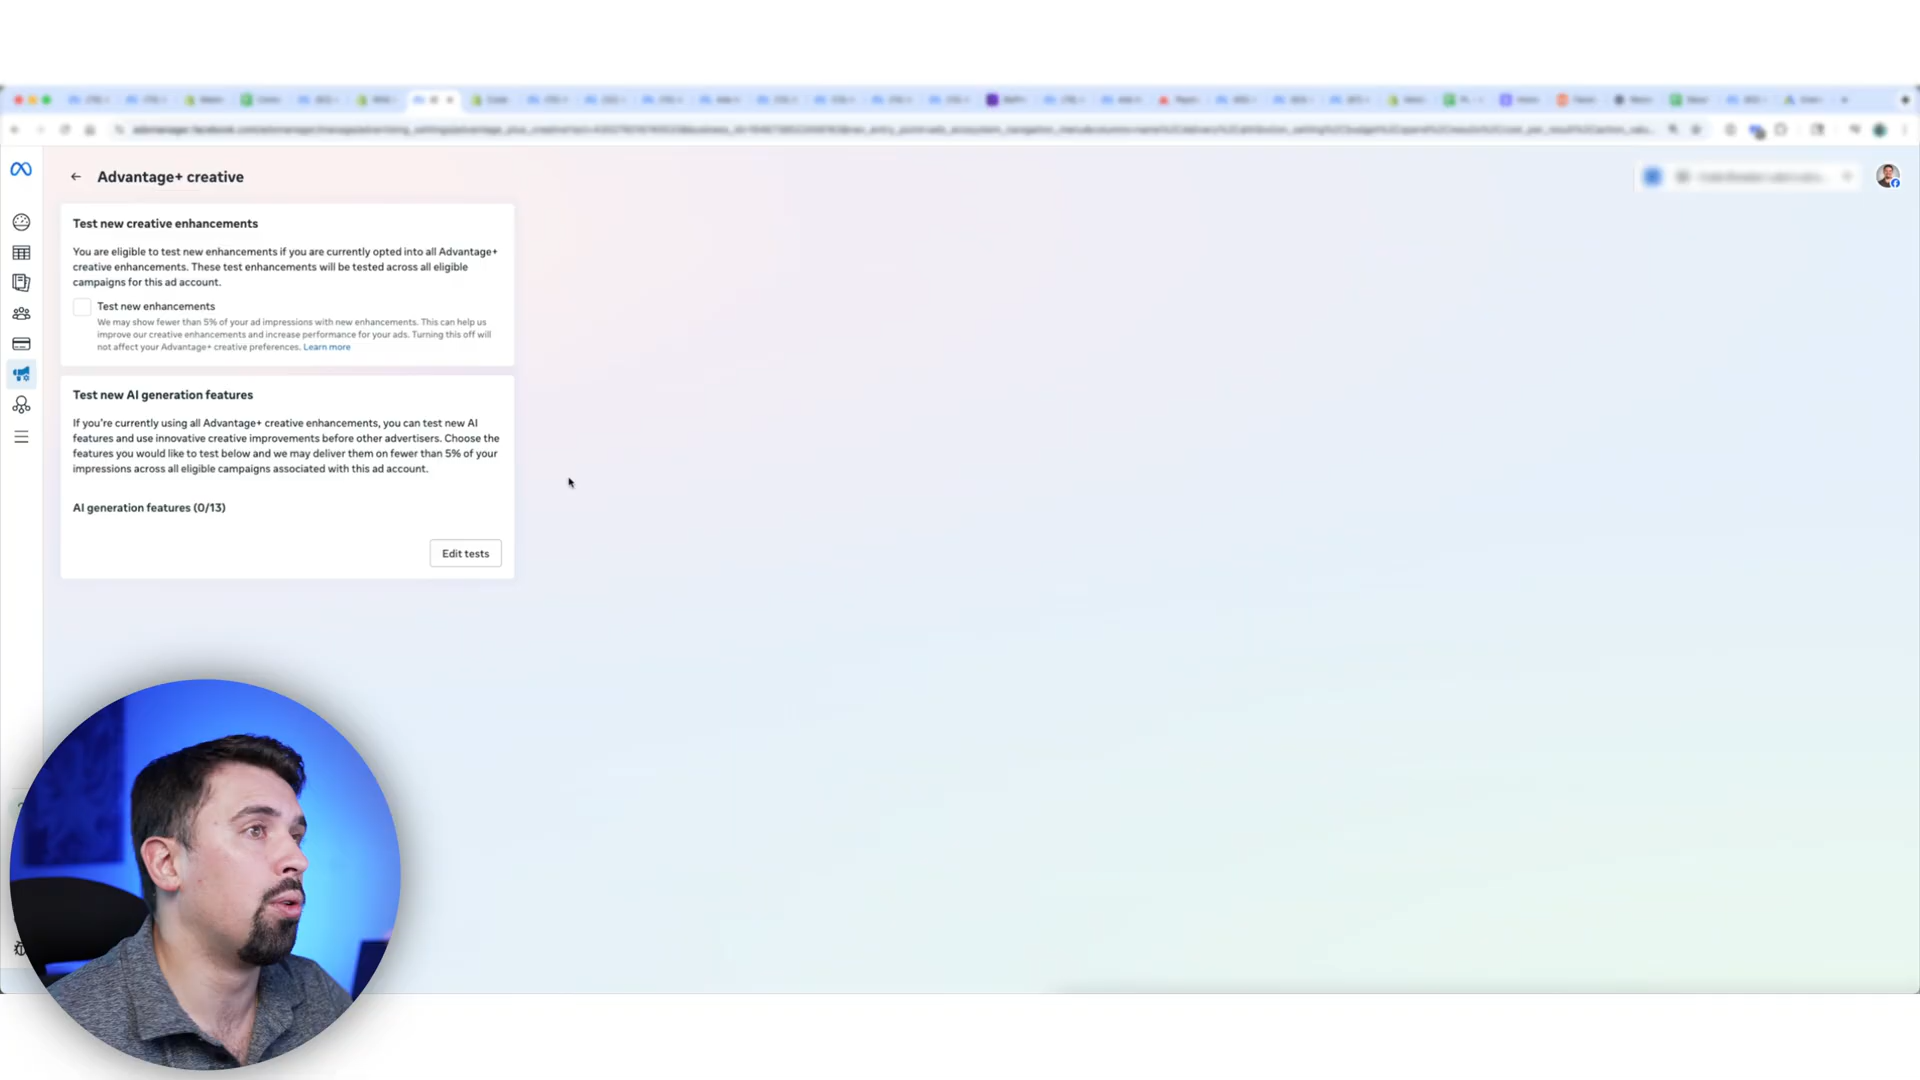 Advantage+ creative
Test new creative enhancements
You are eligible to test new enhancements if you are currently opted into all Advantage+
creative enhancements. These test enhancements will be tested across all eligible
campaigns for this ad account.
Test new enhancements
We may show fewer than 5% of your ad impressions with new enhancements. This can help us
improve our creative enhancements and increase performance for your ads. Turning this off will
not affect your Advantage+ creative preferences. Learn more
Test new AI generation features
If you're currently using all Advantage+ creative enhancements, you can test new AI
features and use innovative creative improvements before other advertisers. Choose the
features you would like to test below and we may deliver them on fewer than 5% of your
impressions across all eligible campaigns associated with this ad account.
AI generation features (0/13)
Edit tests